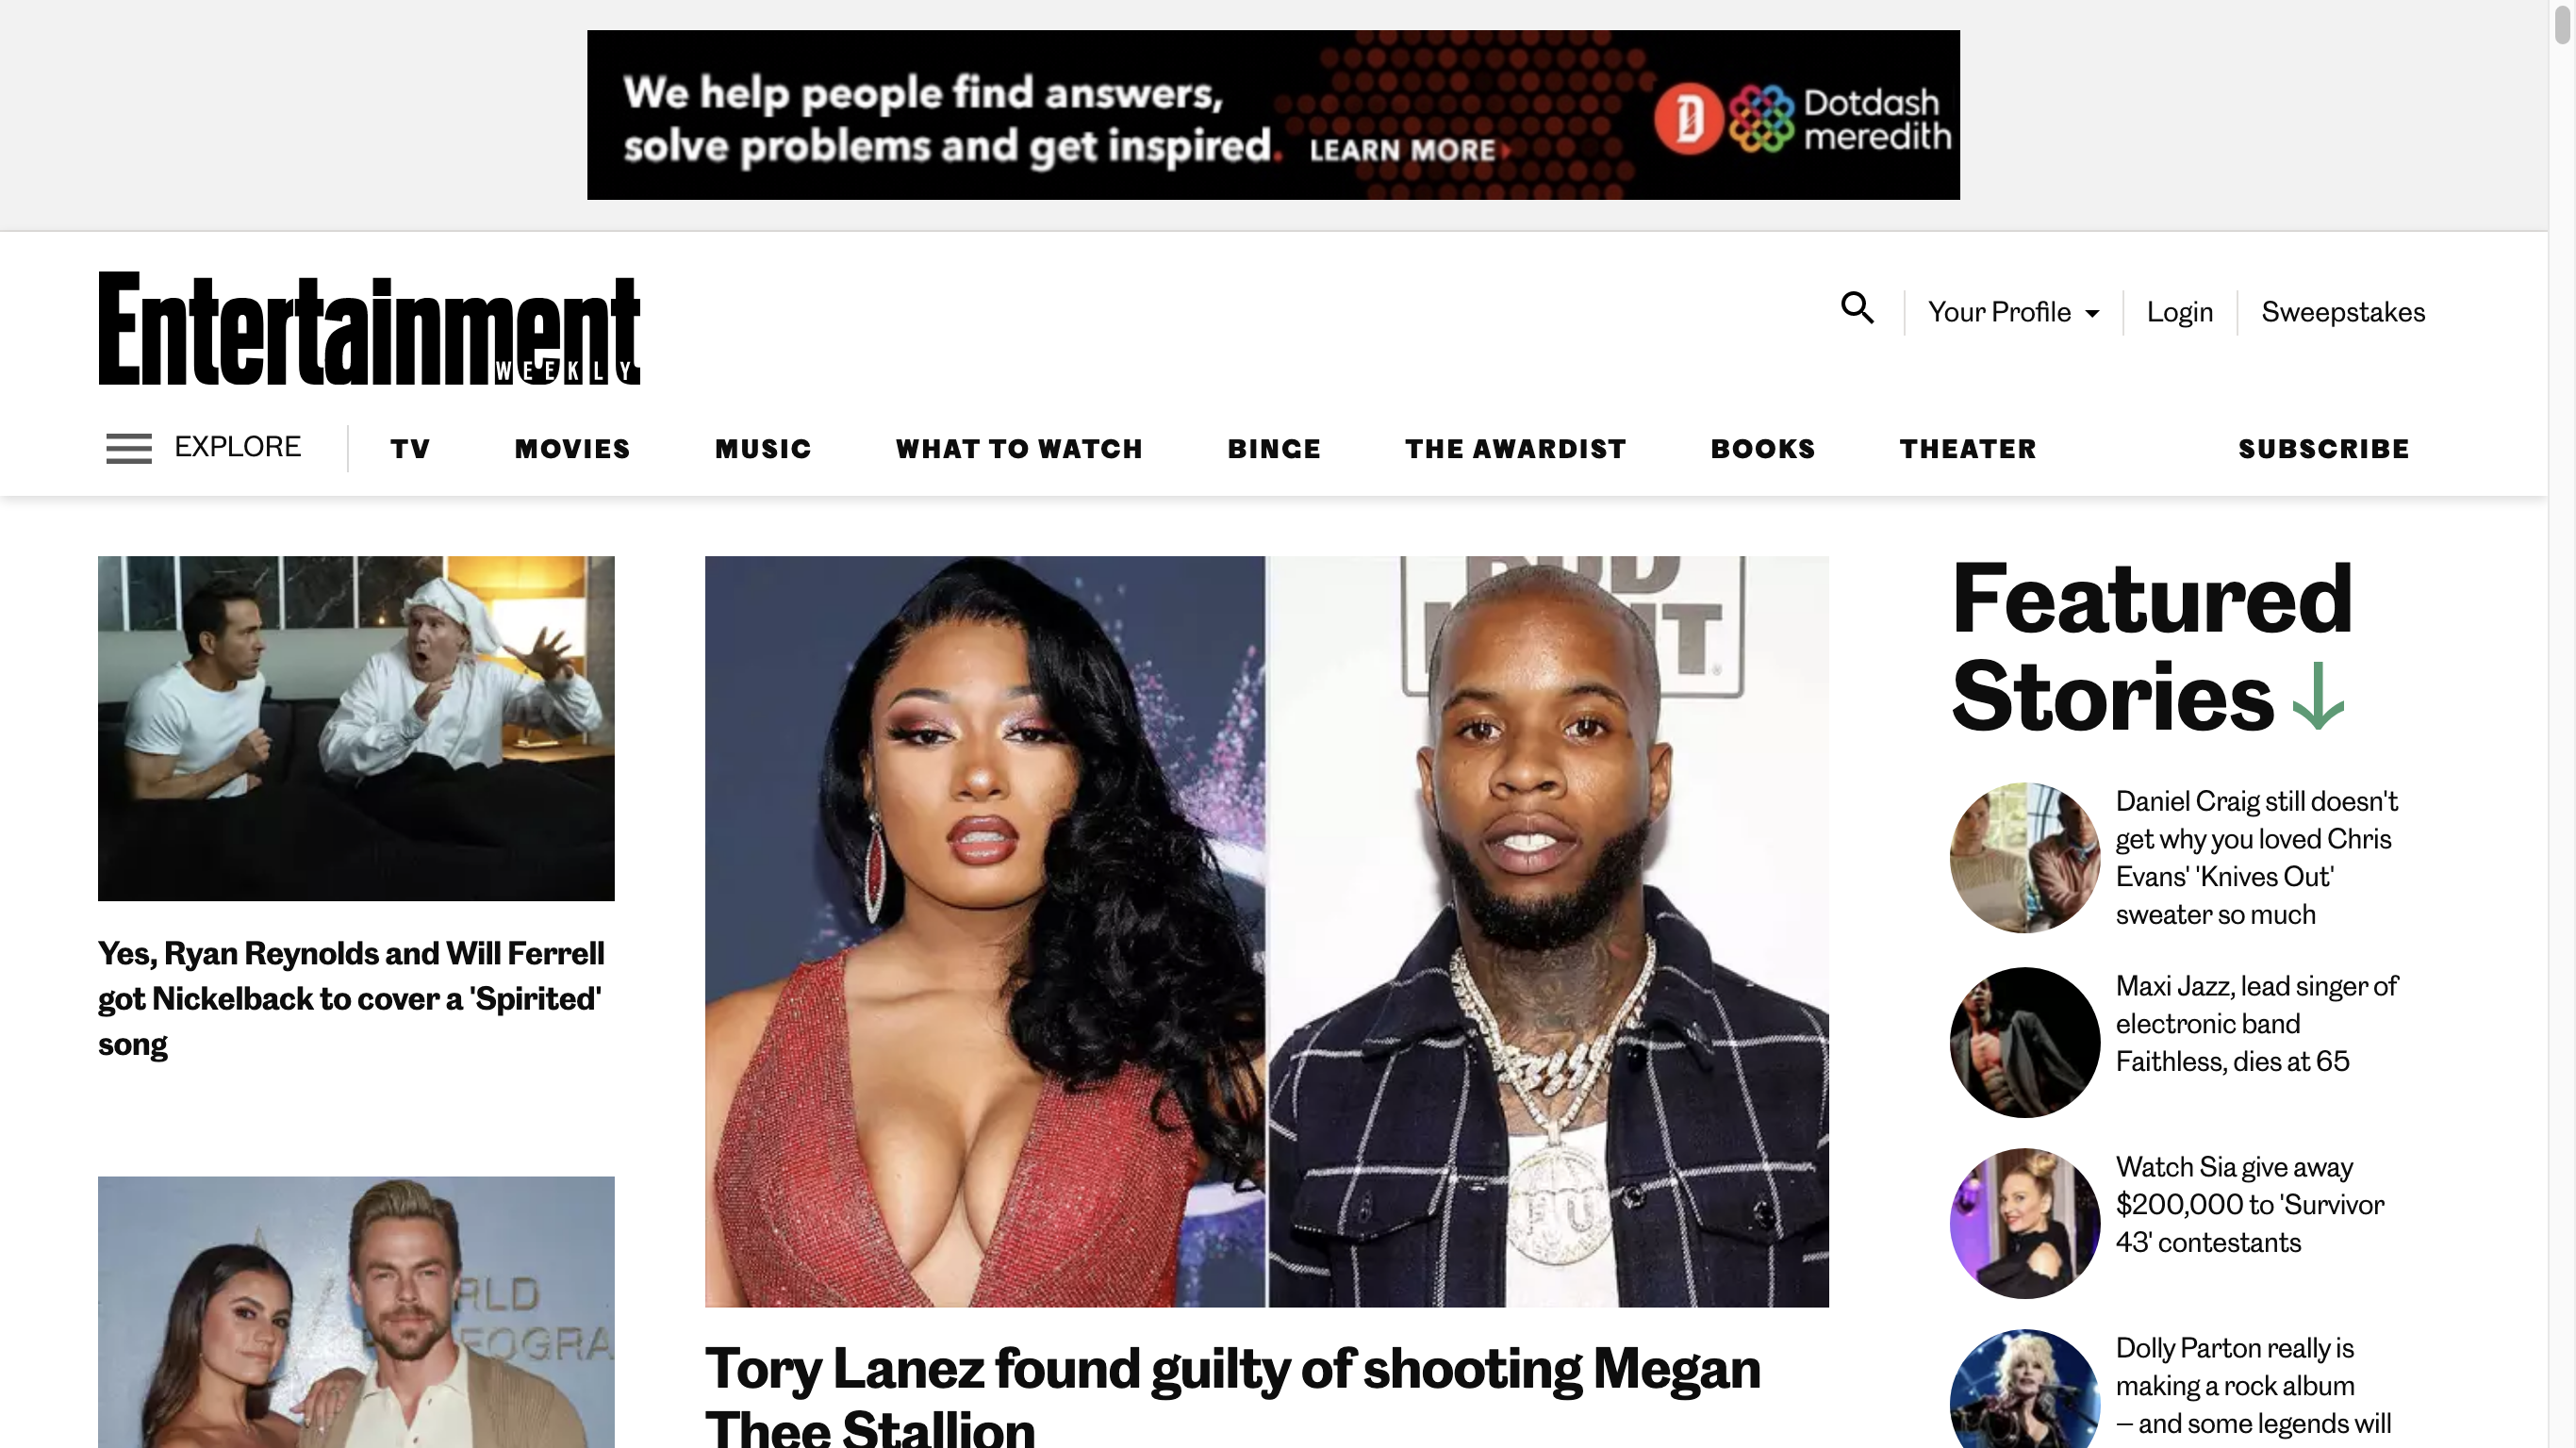 We help people find answers,
solve problems and get inspired. LEARN MORE
D Dotdash
meredith
Entertainment
WEEKLY
Your Profile
Login
Sweepstakes
EXPLORE
TV
MOVIES
MUSIC
WHAT TO WATCH
BINGE
THE AWARDIST
BOOKS
THEATER
SUBSCRIBE
Yes, Ryan Reynolds and Will Ferrell
got Nickelback to cover a 'Spirited'
song
RLD
EOGRA
FU
Tory Lanez found guilty of shooting Megan
Thee Stallion
Featured
Stories
Daniel Craig still doesn't
get why you loved Chris
Evans' 'Knives Out'
sweater so much
Maxi Jazz, lead singer of
electronic band
Faithless, dies at 65
Watch Sia give away
$200,000 to 'Survivor
43' contestants
Dolly Parton really is
making a rock album
— and some legends will